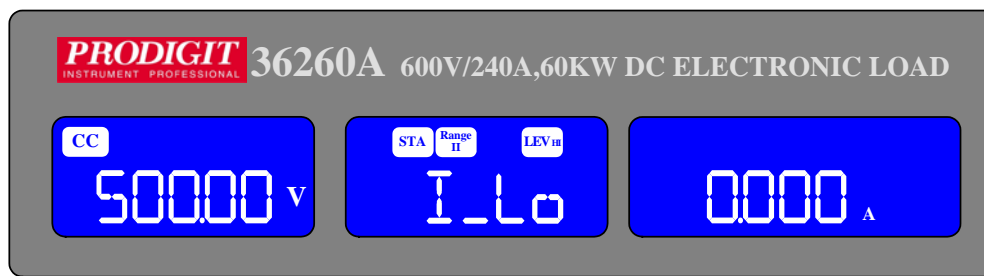 PRODIGIT 36260A 600V/240A,60KW DC ELECTRONIC LOAD
INSTRUMENT PROFESSIONAL
CC
STA Range II LEV HI
500.00 V
I_Lo
0.000 A